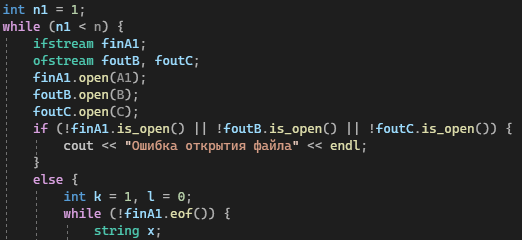 int n1 = 1;
while (n1 < n) {
ifstream finA1;
ofstream foutB, foutC;
finA1.open(A1);
foutB.open(B);
foutC.open(C);
if (!finA1.is_open() || !foutB.is_open() || !foutC.is_open()) {
cout << "Ошибка открытия файла" << endl;
}
else {
int k = 1, l = 0;
while (!finA1.eof()) {
string x;